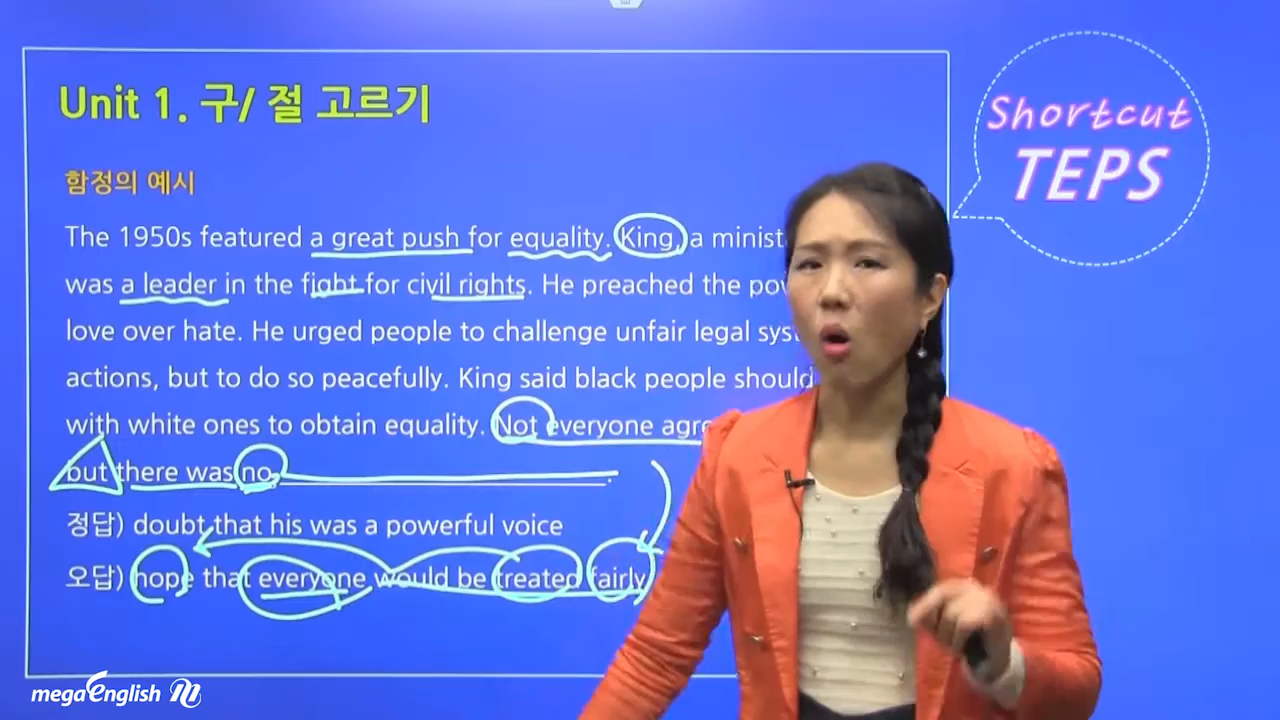 Unit 1. 구/ 절 고르기
Shortcut
TEPS
함정의 예시
The 1950s featured a great push for equality. King, a
was a leader in the fight for civil rights. He preached the
love over hate. He urged people to challenge unfair legal
actions, but to do so peacefully. King said black people should
with white ones to obtain equality. Not everyone
but there was no
정답) doubt that his was a powerful voice
오답) hope that everyone would be treated fairly
megaEnglish